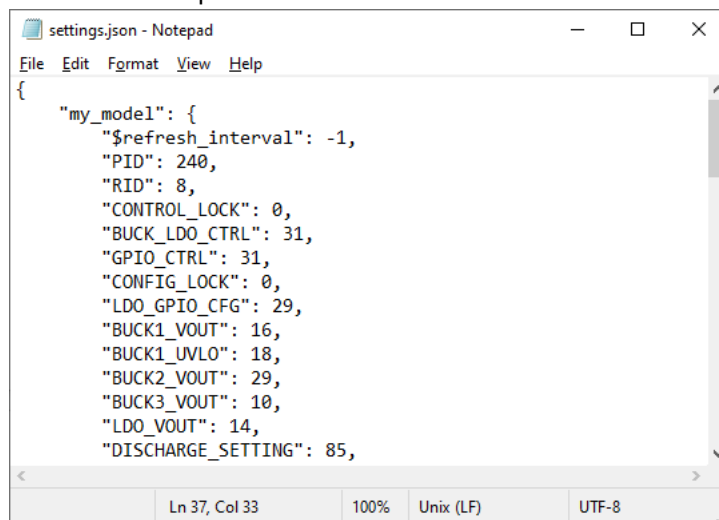 settings.json - Notepad
File Edit Format View Help
{
"my_model": {
"$refresh_interval": -1,
"PID": 240,
"RID": 8,
"CONTROL_LOCK": 0,
"BUCK_LDO_CTRL": 31,
"GPIO_CTRL": 31,
"CONFIG_LOCK": 0,
"LDO_GPIO_CFG": 29,
"BUCK1_VOUT": 16,
"BUCK1_UVLO": 18,
"BUCK2_VOUT": 29,
"BUCK3_VOUT": 10,
"LDO_VOUT": 14,
"DISCHARGE_SETTING": 85,
Ln 37, Col 33 100% Unix (LF) UTF-8